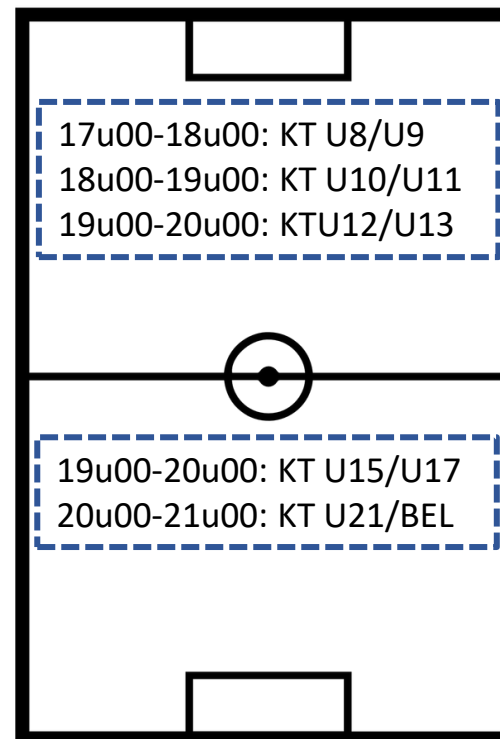 17u00-18u00: KT U8/U9
18u00-19u00: KT U10/U11
19u00-20u00: KTU12/U13
19u00-20u00: KT U15/U17
20u00-21u00: KT U21/BEL